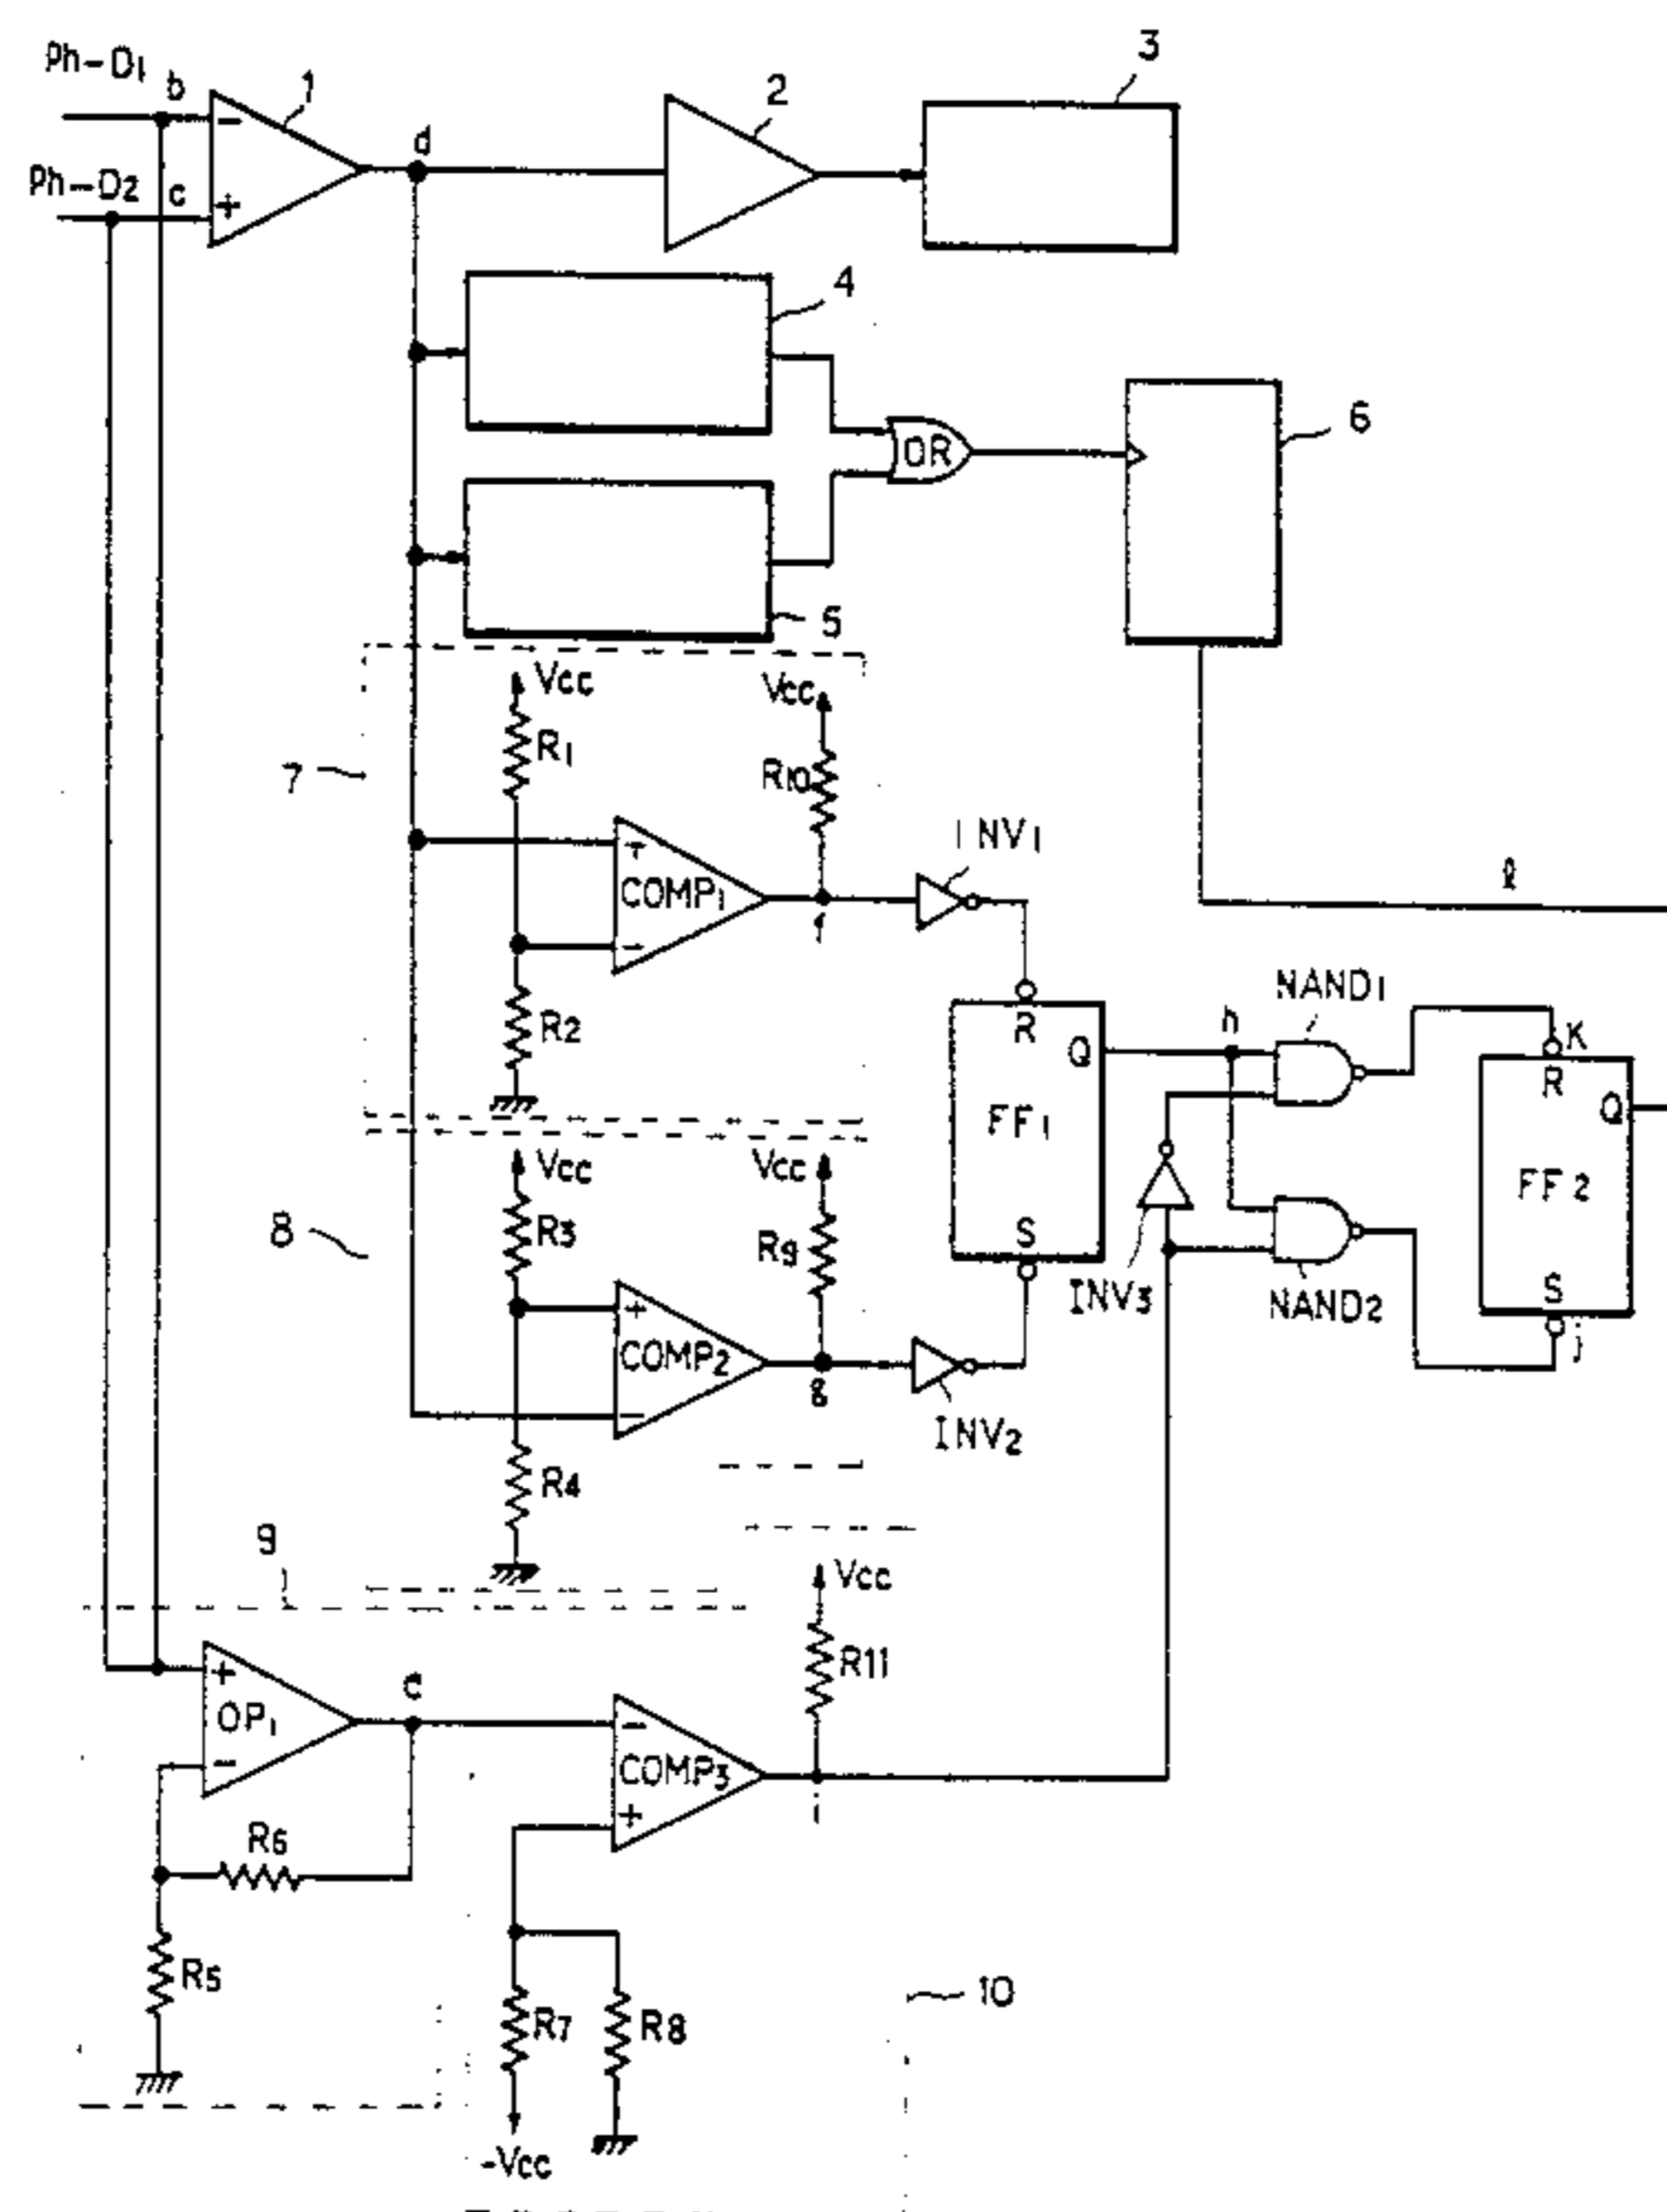 3
Ph-D1
b
1
2
d
Ph-D2
c
-
+
4
6
OR
5
Vcc
Vcc
R1
7
R10
INV1
+
COMP1
-
f
l
NAND1
R2
h
K
R
Q
R
Q
FF1
Vcc
Vcc
FF2
8
R3
R9
S
S
INV3
NAND2
+
COMP2
-
g
j
INV2
R4
9
Vcc
R11
+
OP1
-
e
-
COMP3
+
i
R6
R5
R7
R8
10
-Vcc